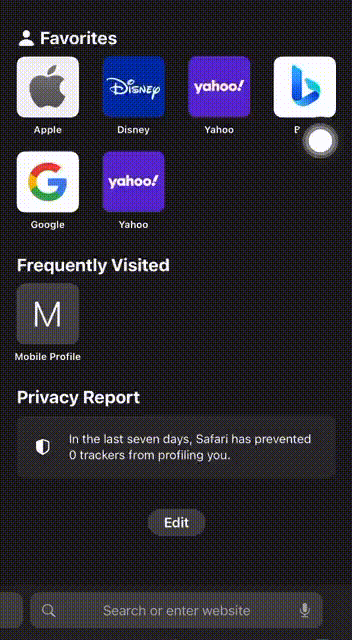 Favorites
Disney yahoo!
Apple Disney Yahoo
G yahoo!
Google Yahoo
Frequently Visited
M
Mobile Profile
Privacy Report
In the last seven days, Safari has prevented
0 trackers from profiling you.
Edit
Search or enter website